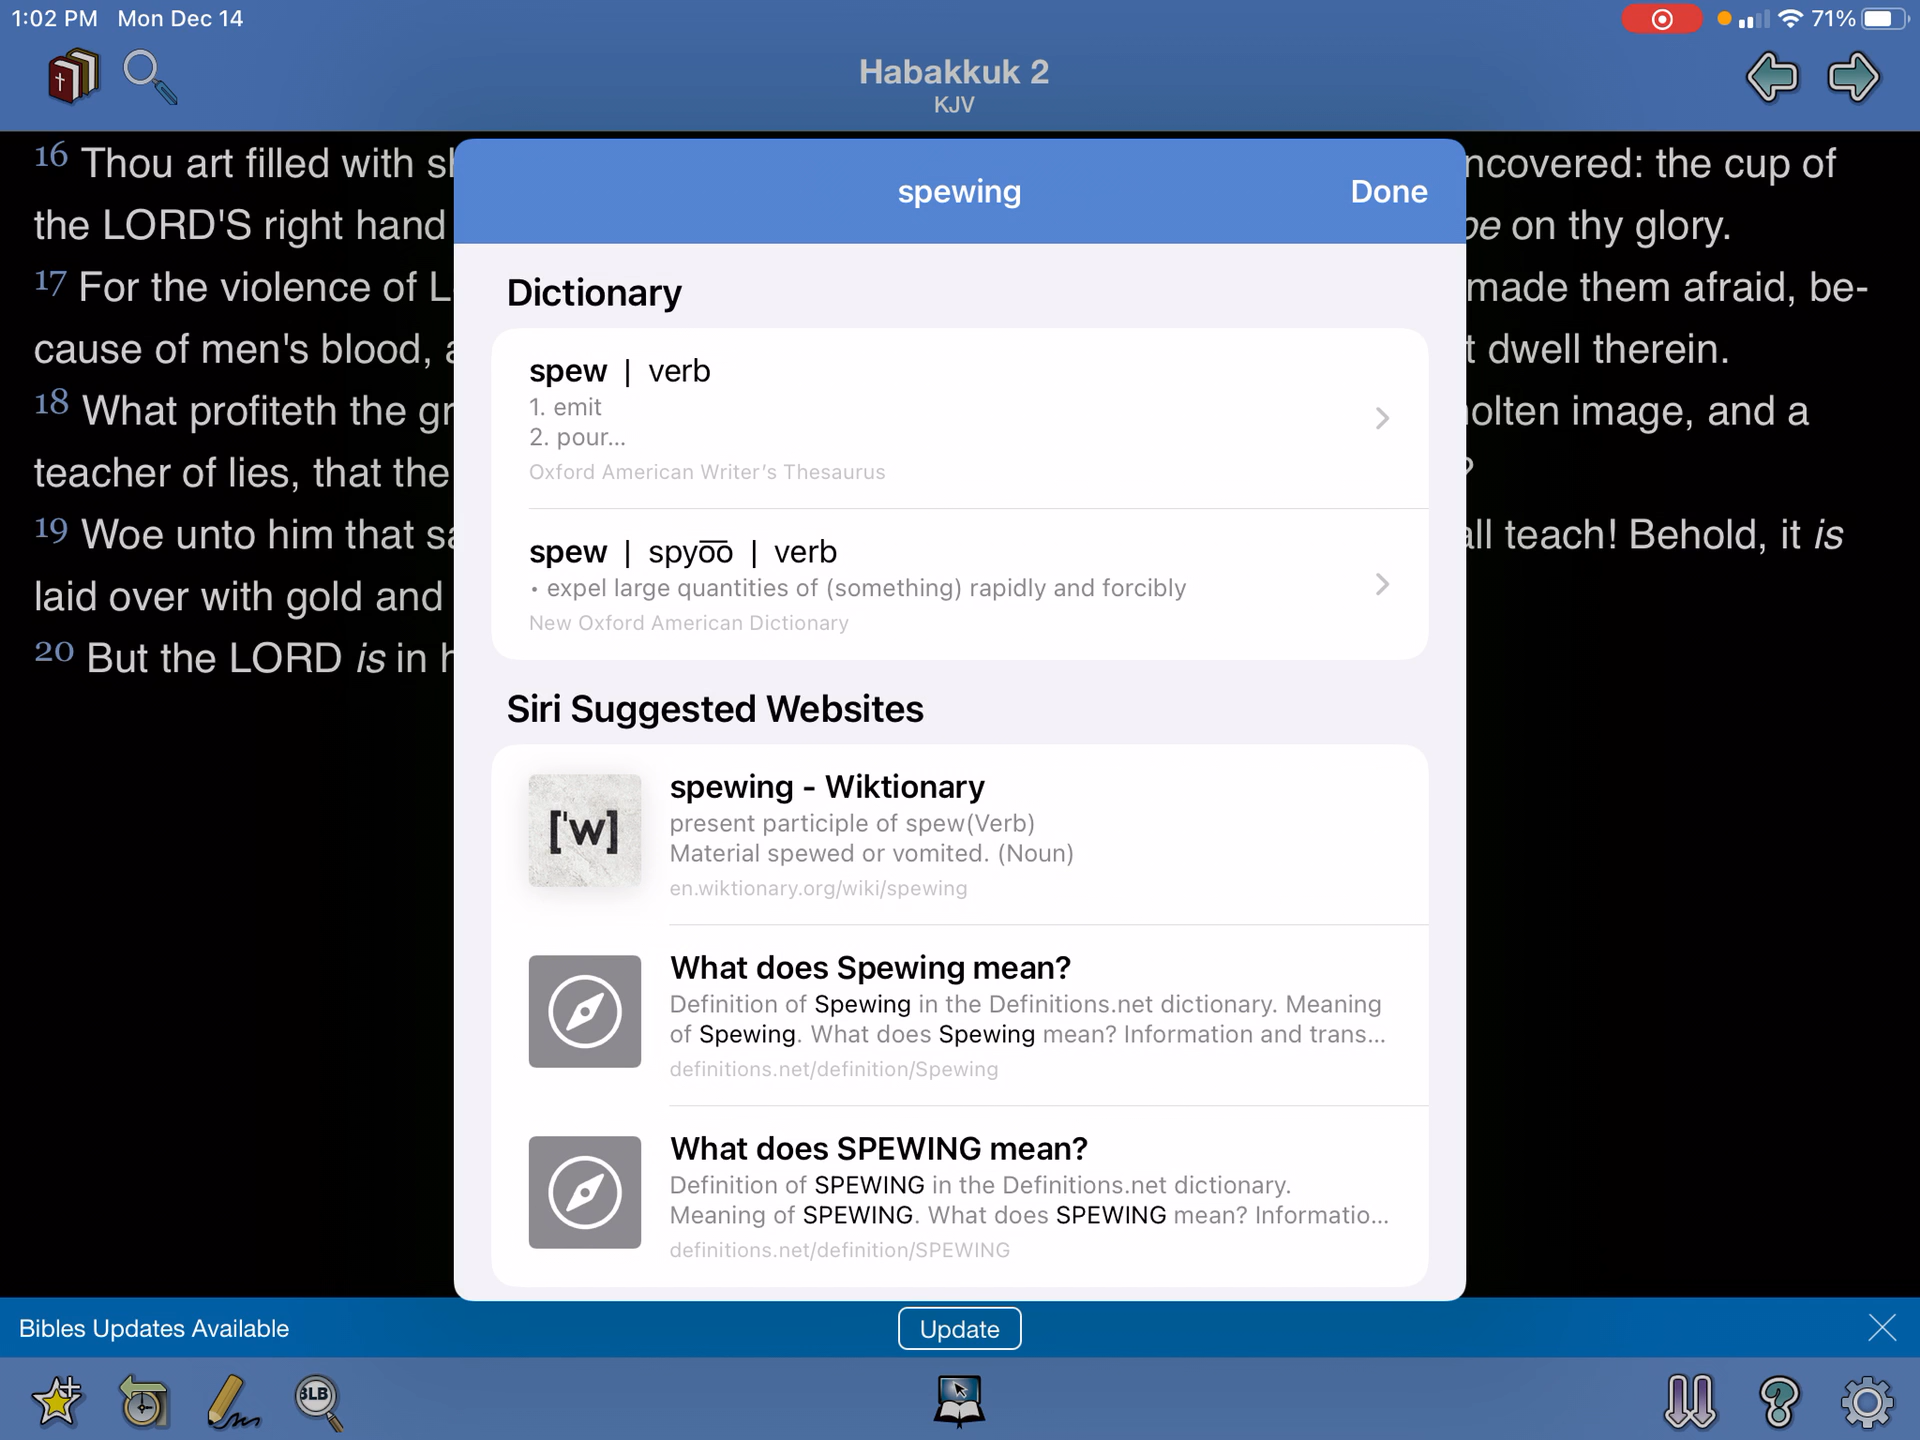 1:02 PM Mon Dec 14
71%
Habakkuk 2
KJV
16 Thou art filled with
ncovered: the cup of
the LORD'S right hand
be on thy glory.
17 For the violence of L
made them afraid, be-
cause of men's blood,
t dwell therein.
18 What profiteth the gr
olten image, and a
teacher of lies, that the
?
19 Woe unto him that sa
all teach! Behold, it is
laid over with gold and
20 But the LORD is in h
spewing
Done
Dictionary
spew | verb
1. emit
2. pour...
Oxford American Writer's Thesaurus
spew | spyo͞o | verb
• expel large quantities of (something) rapidly and forcibly
New Oxford American Dictionary
Siri Suggested Websites
['w]
spewing - Wiktionary
present participle of spew(Verb)
Material spewed or vomited. (Noun)
en.wiktionary.org/wiki/spewing
What does Spewing mean?
Definition of Spewing in the Definitions.net dictionary. Meaning
of Spewing. What does Spewing mean? Information and trans...
definitions.net/definition/Spewing
What does SPEWING mean?
Definition of SPEWING in the Definitions.net dictionary.
Meaning of SPEWING. What does SPEWING mean? Informatio...
definitions.net/definition/SPEWING
Bibles Updates Available
Update
BLB
?